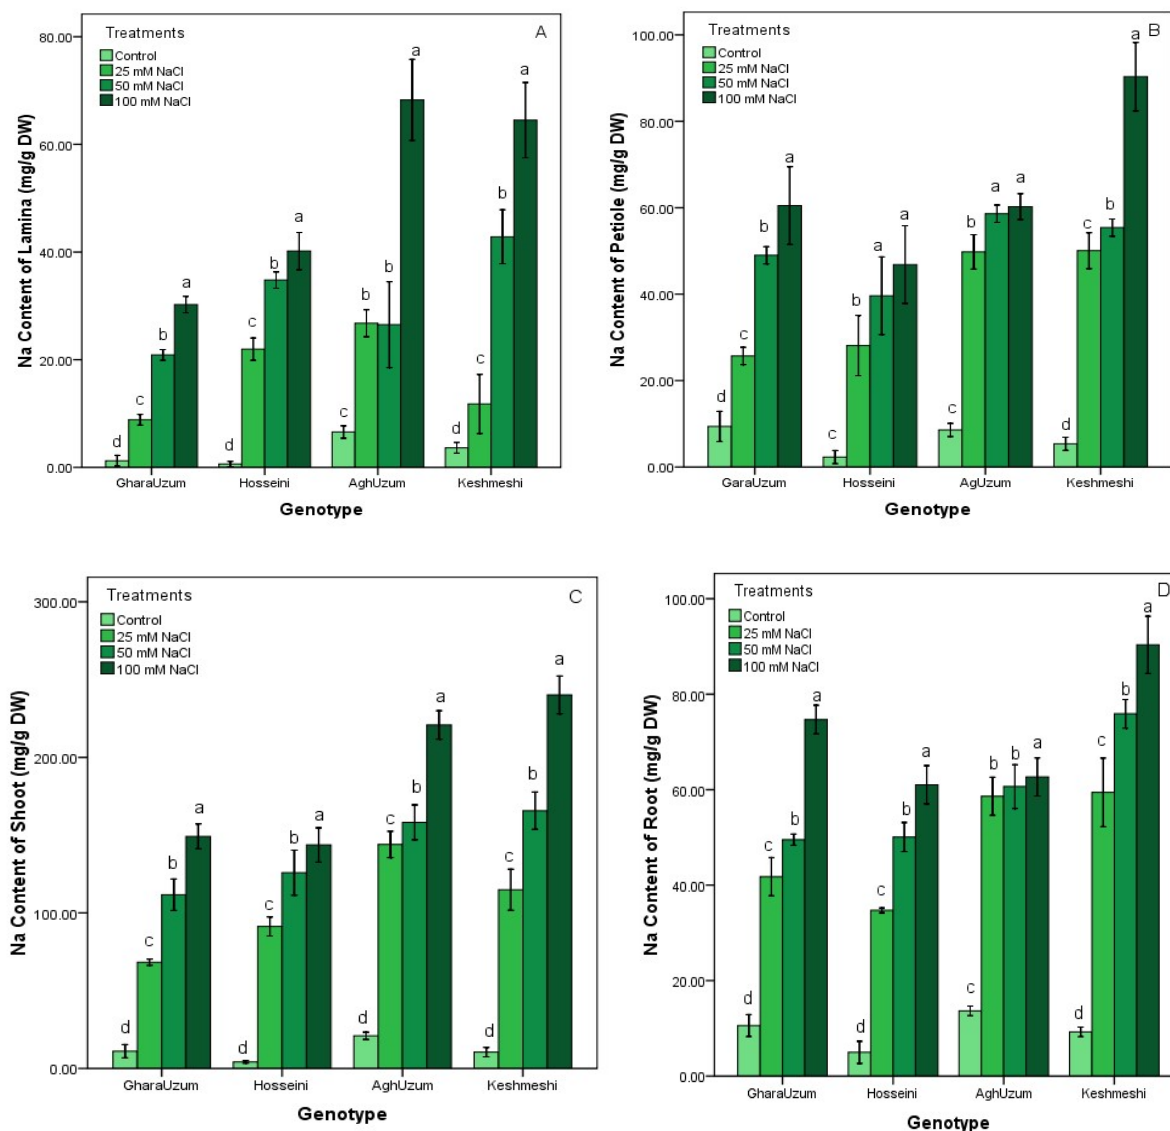 Treatments
Control
25 mM NaCl
50 mM NaCl
100 mM NaCl
A
80.00
60.00
40.00
20.00
0.00
Na Content of Lamina (mg/g DW)
d c b a
d c b a
c b b a
d c b a
GharaUzum Hosseini AghUzum Keshmeshi
Genotype
Treatments
Control
25 mM NaCl
50 mM NaCl
100 mM NaCl
B
100.00
80.00
60.00
40.00
20.00
0.00
Na Content of Petiole (mg/g DW)
d c b a
c b a a
c b a a
d c b a
GaraUzum Hosseini AgUzum Keshmeshi
Genotype
Treatments
Control
25 mM NaCl
50 mM NaCl
100 mM NaCl
C
300.00
200.00
100.00
0.00
Na Content of Shoot (mg/g DW)
d c b a
d c b a
d c b a
d c b a
GharaUzum Hosseini AghUzum Keshmeshi
Genotype
Treatments
Control
25 mM NaCl
50 mM NaCl
100 mM NaCl
D
100.00
80.00
60.00
40.00
20.00
0.00
Na Content of Root (mg/g DW)
d c b a
d c b a
c b b a
d c b a
GharaUzum Hosseini AghUzum Keshmeshi
Genotype